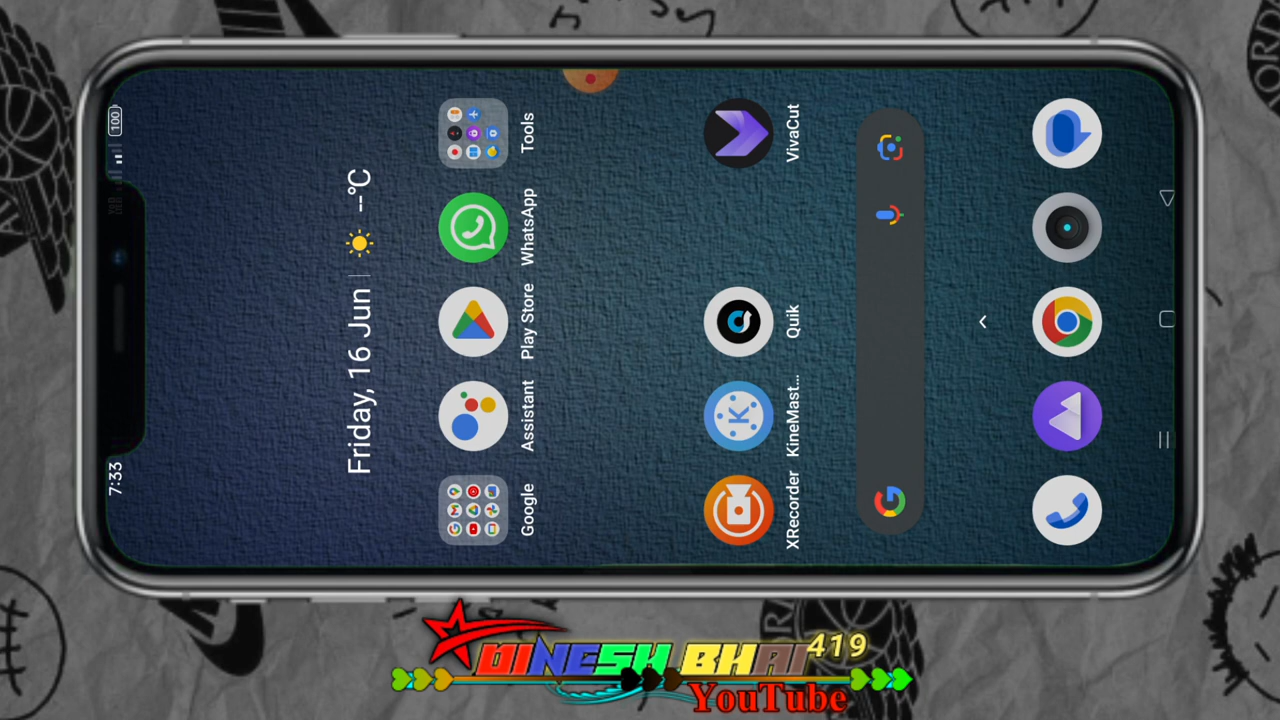 7:33
100
Friday, 16 Jun | --°C
Google
Assistant
Play Store
WhatsApp
Tools
XRecorder
KineMast...
Quik
VivaCut
DINESH BHAI 419
YouTube